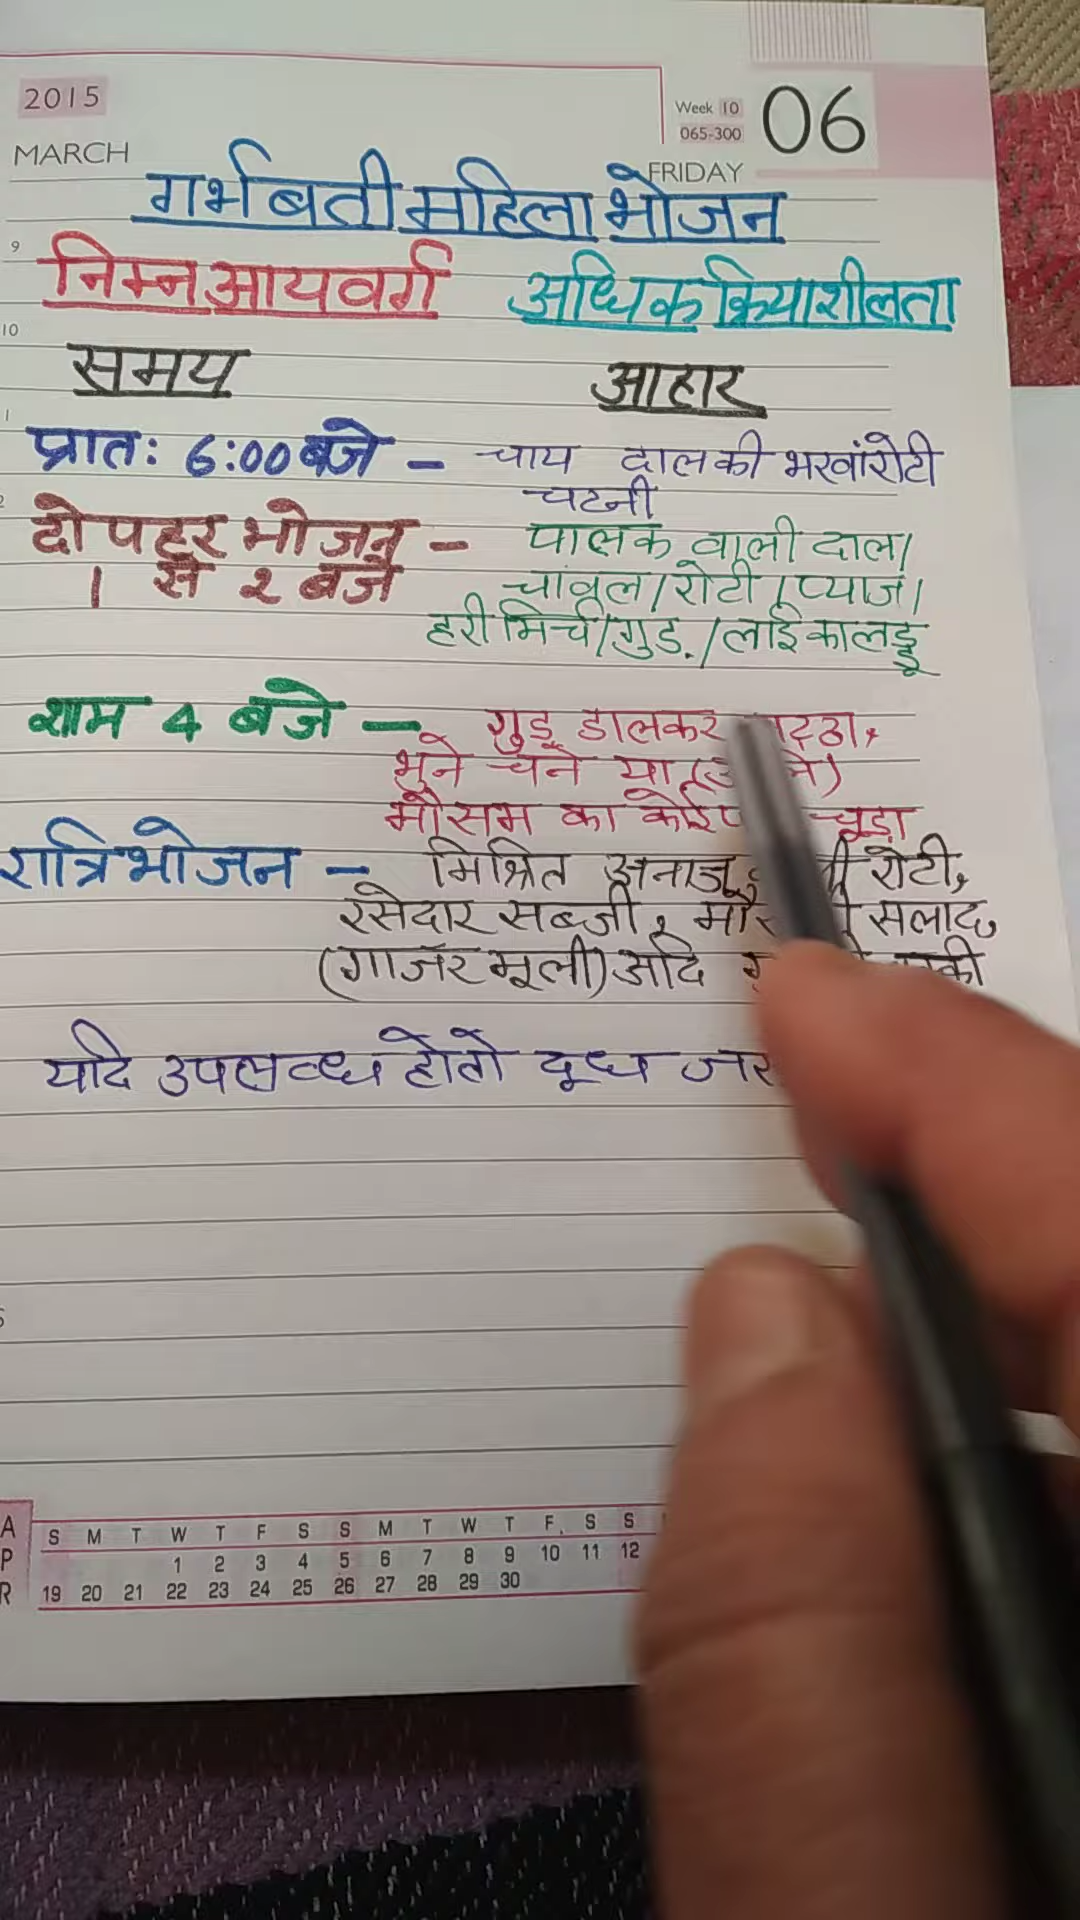 2015
Week 10
065-300
06
MARCH
FRIDAY
गर्भबती महिला भोजन
9
निम्न आयवर्ग अधिक क्रियाशीलता
10
समय आहार
प्रातः 6:00 बजे – चाय दाल की भरवां रोटी
चटनी
दोपहर भोजन – पालक वाली दाल/
1 से 2 बजे चांवल/रोटी/प्याज/
हरी मिर्च/गुड़/लाई का लड्डू
शाम 4 बजे – गुड़ डालकर
भुने चने या
मौसम का चूड़ा
रात्रि भोजन – मिश्रित अनाज रोटी,
रसेदार सब्जी, सलाद,
(गाजर मूली) आदि
यदि उपलब्ध होतो दूध
A P R
S M T W T F S S M T W T F S S
1 2 3 4 5 6 7 8 9 10 11 12
19 20 21 22 23 24 25 26 27 28 29 30